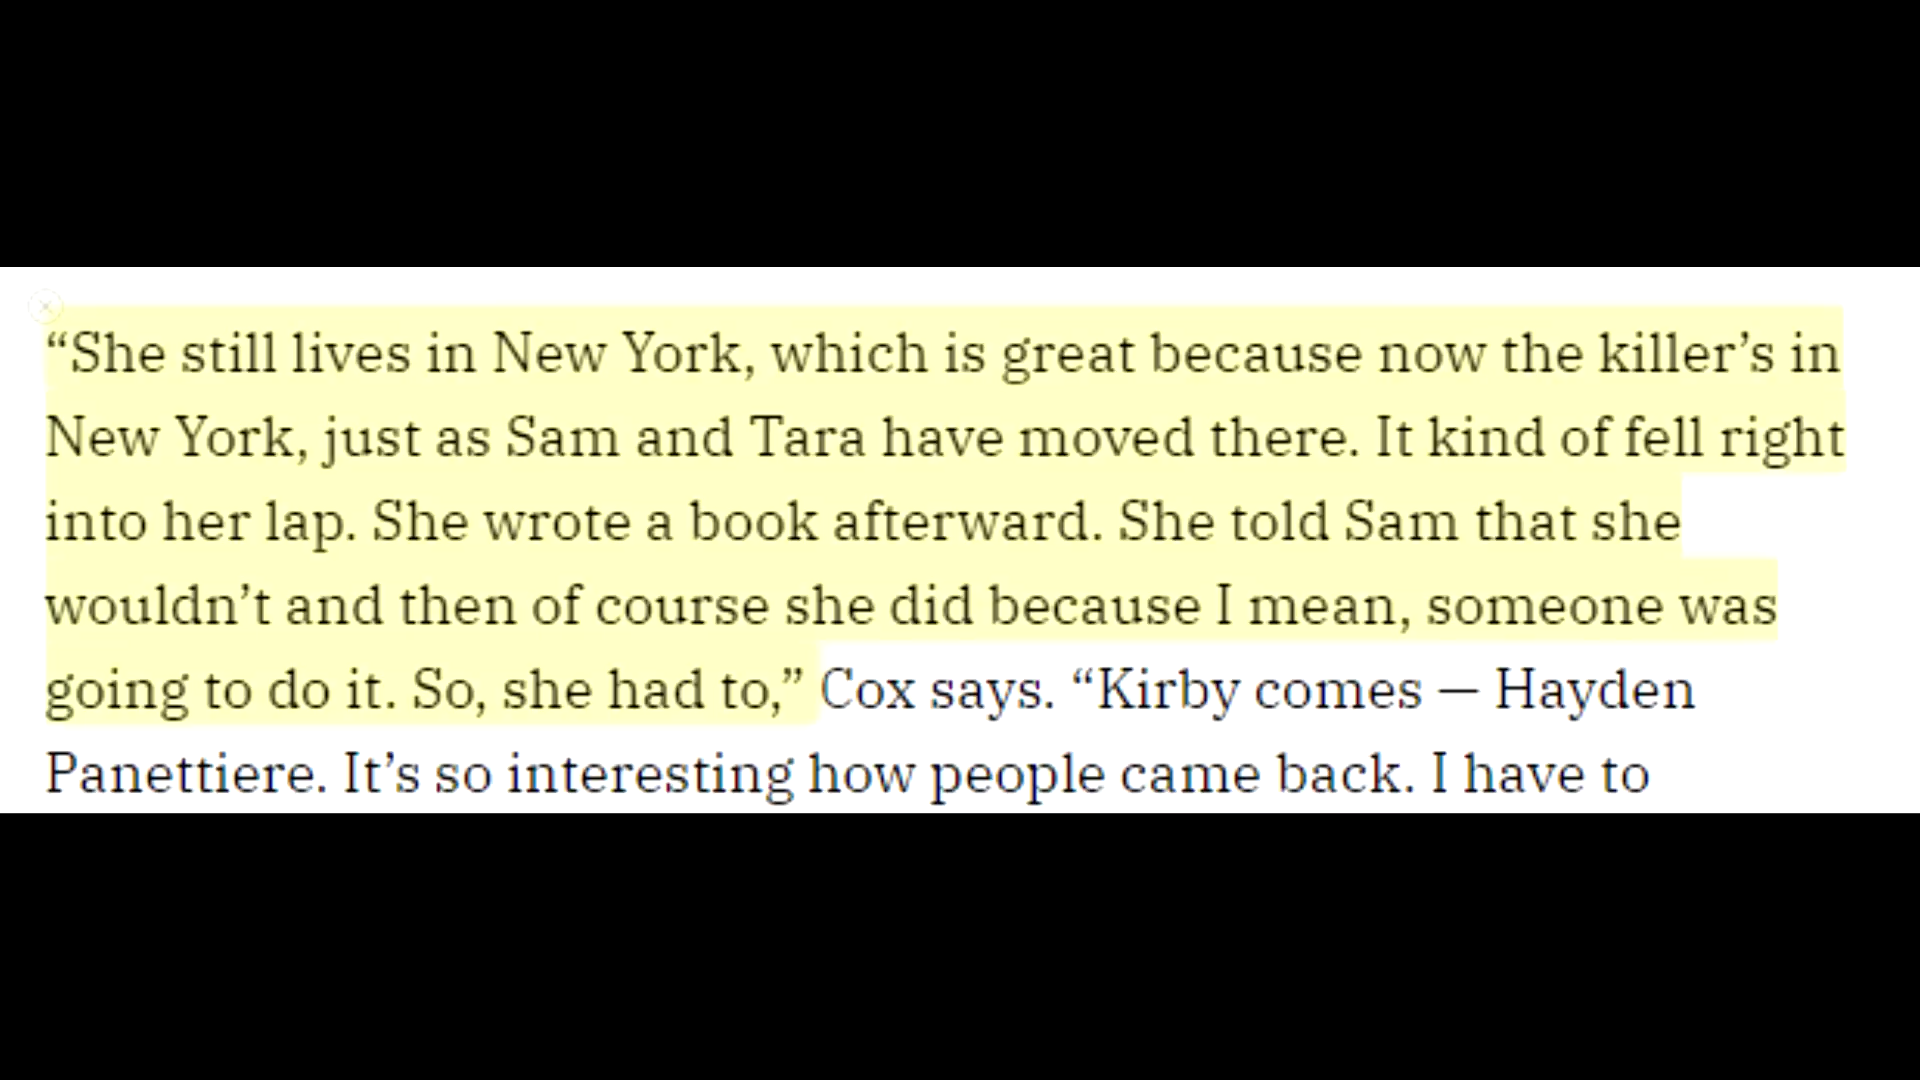 “She still lives in New York, which is great because now the killer’s in
New York, just as Sam and Tara have moved there. It kind of fell right
into her lap. She wrote a book afterward. She told Sam that she
wouldn’t and then of course she did because I mean, someone was
going to do it. So, she had to,” Cox says. “Kirby comes — Hayden
Panettiere. It’s so interesting how people came back. I have to